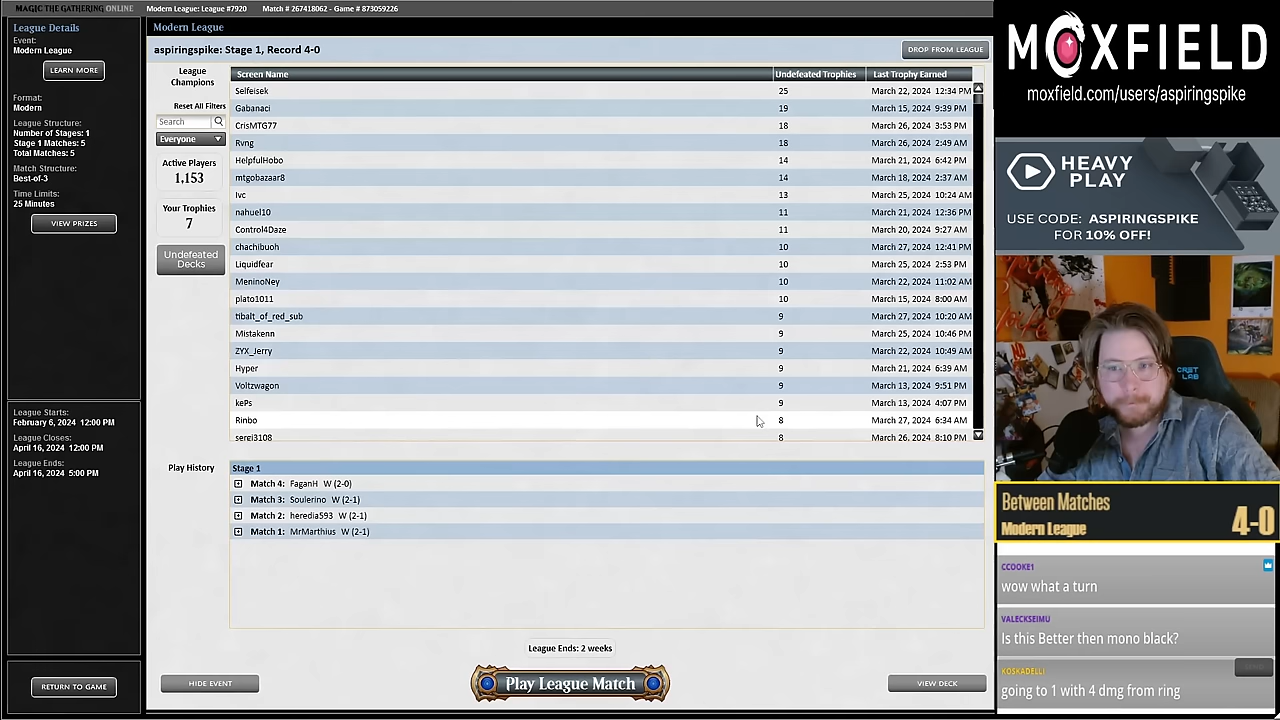 MAGIC THE GATHERING ONLINE
Modern League: League #7920
Match # 267418062 - Game # 873059226
League Details
Event:
Modern League
LEARN MORE
Format:
Modern
League Structure:
Number of Stages: 1
Stage 1 Matches: 5
Total Matches: 5
Match Structure:
Best-of-3
Time Limits:
25 Minutes
VIEW PRIZES
League Starts:
February 6, 2024 12:00 PM
League Closes:
April 16, 2024 12:00 PM
League Ends:
April 16, 2024 5:00 PM
RETURN TO GAME
Modern League
aspiringspike: Stage 1, Record 4-0
DROP FROM LEAGUE
League
Champions
Reset All Filters
Search
Everyone
Active Players
1,153
Your Trophies
7
Undefeated
Decks
Screen Name Undefeated Trophies Last Trophy Earned
Selfeisek 25 March 22, 2024 12:34 PM
Gabanaci 19 March 15, 2024 9:39 PM
CrisMTG77 18 March 26, 2024 3:53 PM
Rvng 18 March 26, 2024 2:49 AM
HelpfulHobo 14 March 21, 2024 6:42 PM
mtgobazaar8 14 March 18, 2024 2:37 AM
lvc 13 March 25, 2024 10:24 AM
nahuel10 11 March 21, 2024 12:36 PM
Control4Daze 11 March 20, 2024 9:27 AM
chachibuoh 10 March 27, 2024 12:41 PM
Liquidfear 10 March 25, 2024 2:53 PM
MeninoNey 10 March 22, 2024 11:02 AM
plato1011 10 March 15, 2024 8:00 AM
tibalt_of_red_sub 9 March 27, 2024 10:20 AM
Mistakenn 9 March 25, 2024 10:46 PM
ZYX_Jerry 9 March 22, 2024 10:49 AM
Hyper 9 March 21, 2024 6:39 AM
Voltzwagon 9 March 13, 2024 9:51 PM
kePs 9 March 13, 2024 4:07 PM
Rinbo 8 March 27, 2024 6:34 AM
sergi3108 8 March 26, 2024 8:10 PM
Play History
Stage 1
Match 4: FaganH W (2-0)
Match 3: Soulerino W (2-1)
Match 2: heredia593 W (2-1)
Match 1: MrMarthius W (2-1)
League Ends: 2 weeks
HIDE EVENT
Play League Match
VIEW DECK
MOXFIELD
moxfield.com/users/aspiringspike
HEAVY
PLAY
USE CODE: ASPIRINGSPIKE
FOR 10% OFF!
Between Matches
Modern League
4-0
CCOOKE1
wow what a turn
VALECKSEIMU
Is this Better then mono black?
KOSKADELLI
going to 1 with 4 dmg from ring